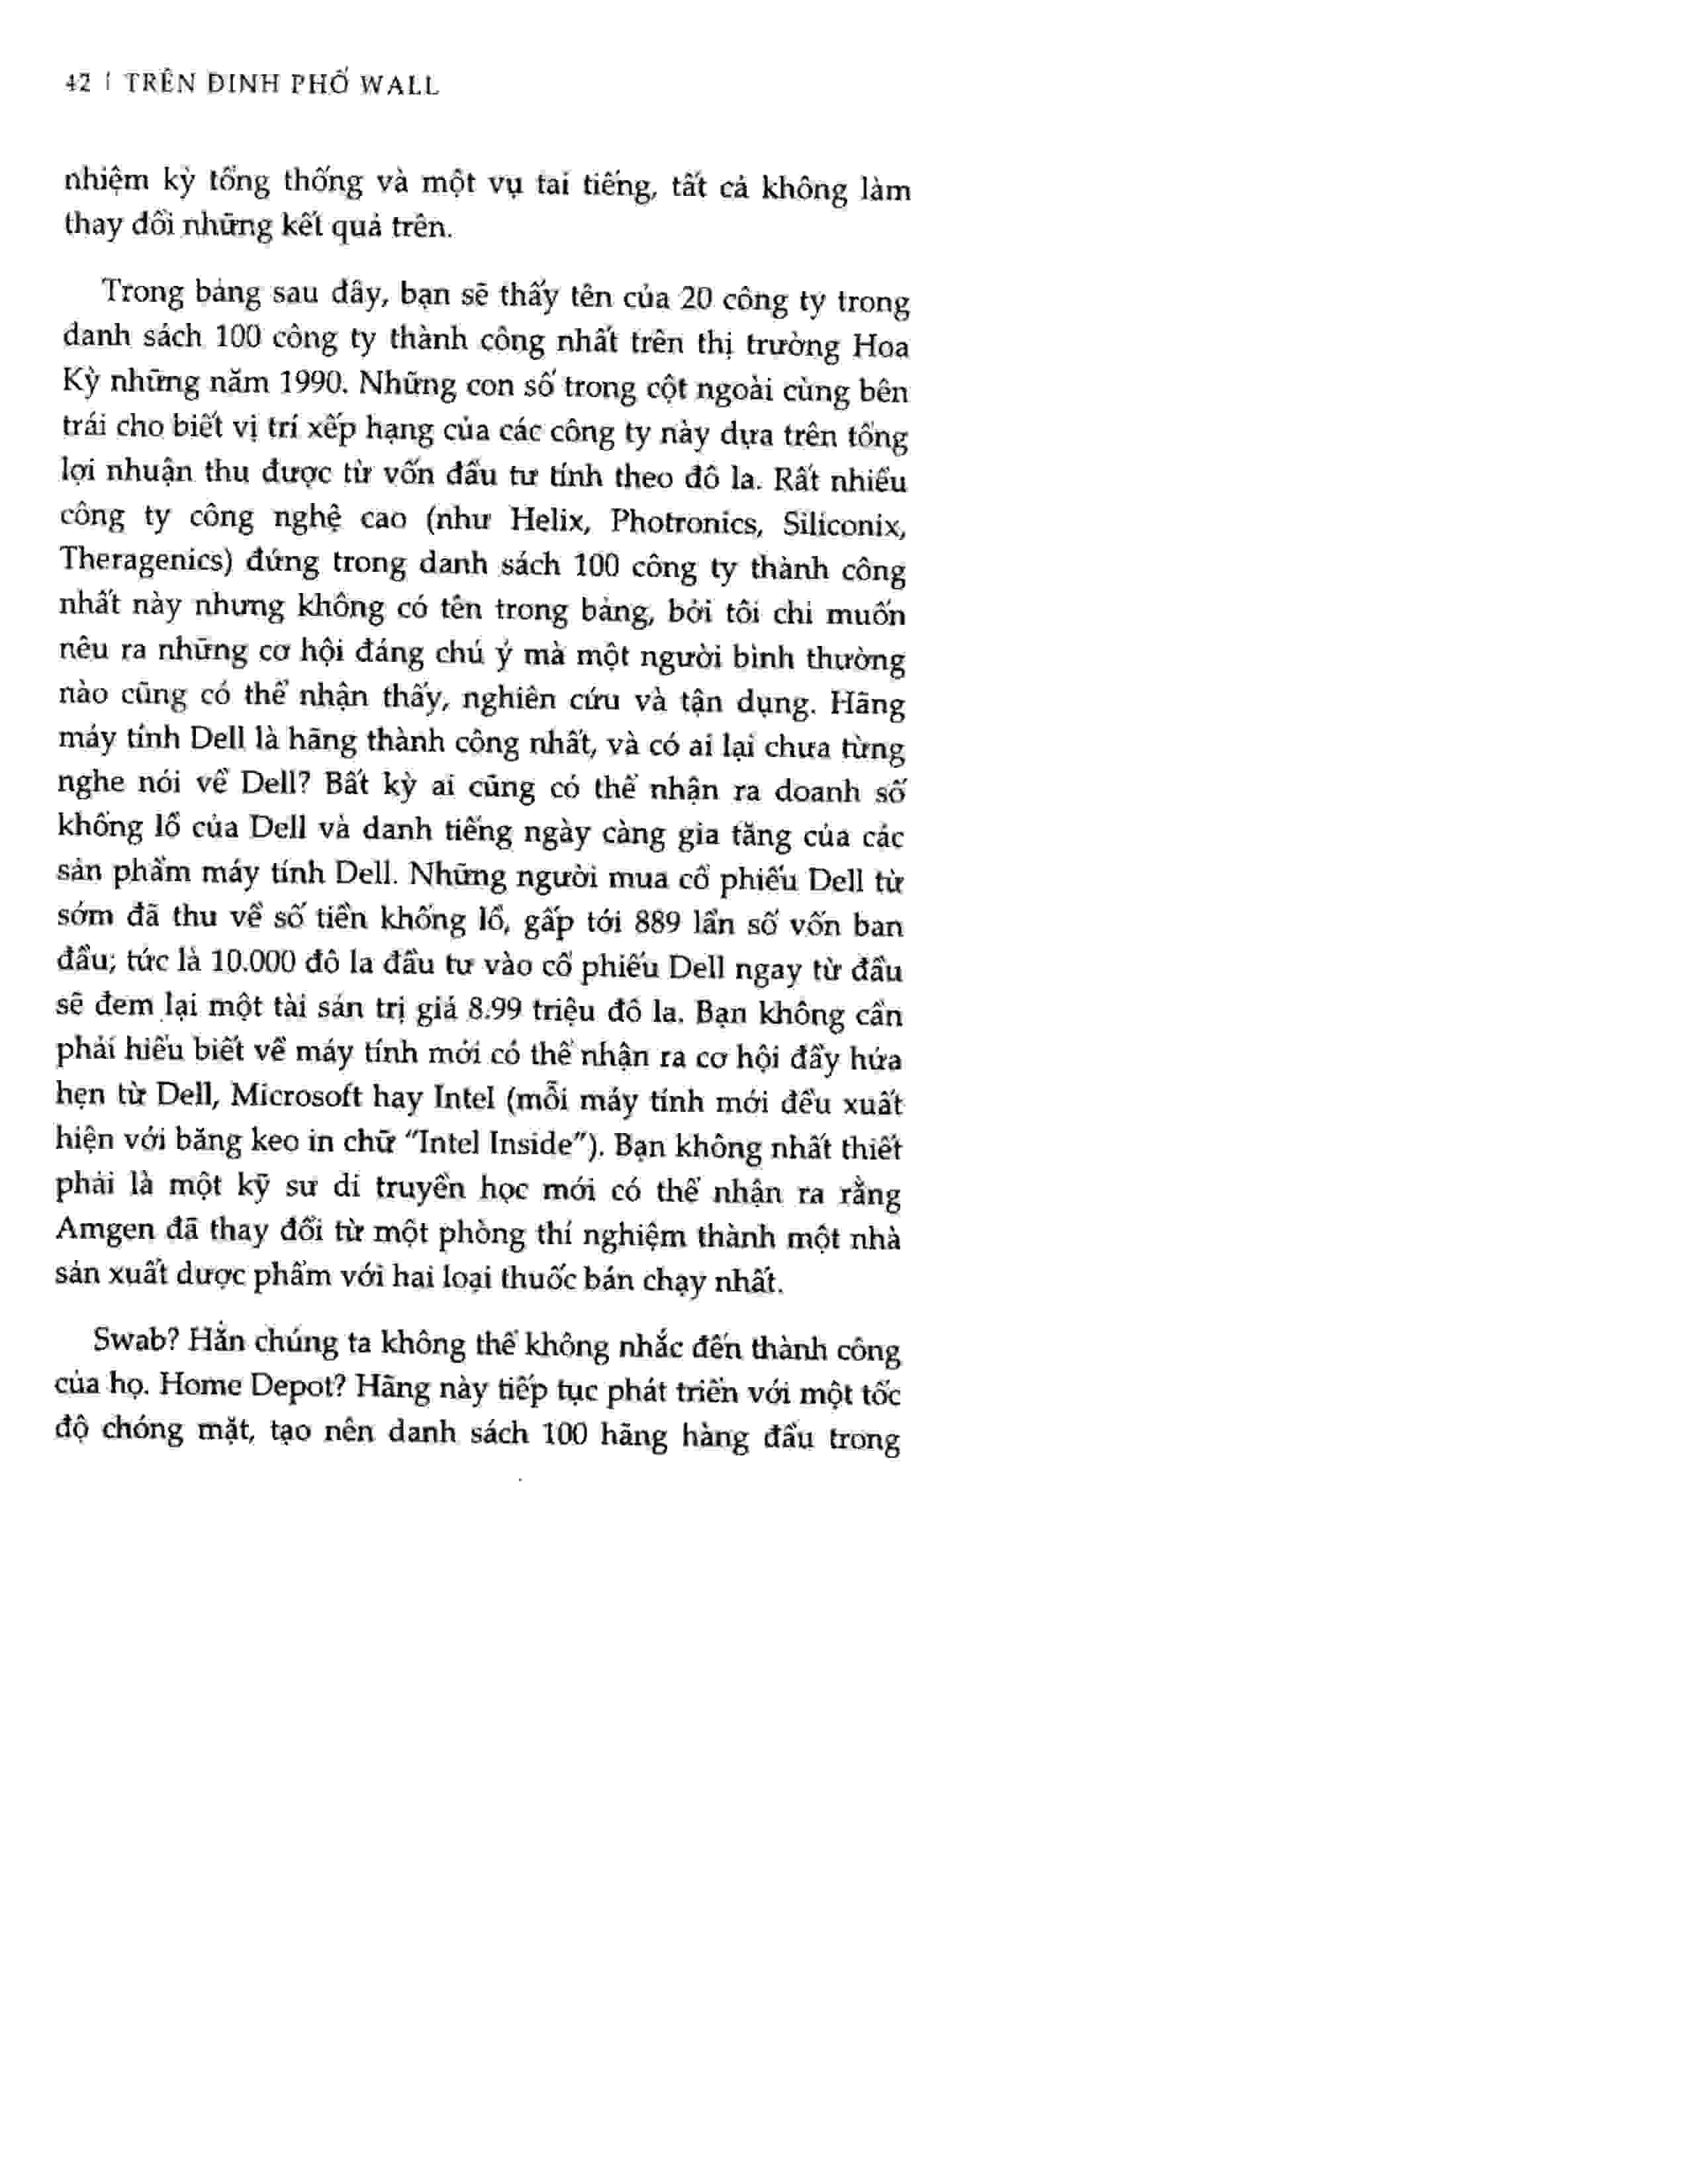 42 | TRÊN ĐỈNH PHỐ WALL
nhiệm kỳ tổng thống và một vụ tai tiếng, tất cả không làm
thay đổi những kết quả trên.
Trong bảng sau đây, bạn sẽ thấy tên của 20 công ty trong
danh sách 100 công ty thành công nhất trên thị trường Hoa
Kỳ những năm 1990. Những con số trong cột ngoài cùng bên
trái cho biết vị trí xếp hạng của các công ty này dựa trên tổng
lợi nhuận thu được từ vốn đầu tư tính theo đô la. Rất nhiều
công ty công nghệ cao (như Helix, Photronics, Siliconix,
Theragenics) đứng trong danh sách 100 công ty thành công
nhất này nhưng không có tên trong bảng, bởi tôi chỉ muốn
nêu ra những cơ hội đáng chú ý mà một người bình thường
nào cũng có thể nhận thấy, nghiên cứu và tận dụng. Hãng
máy tính Dell là hãng thành công nhất, và có ai lại chưa từng
nghe nói về Dell? Bất kỳ ai cũng có thể nhận ra doanh số
khổng lồ của Dell và danh tiếng ngày càng gia tăng của các
sản phẩm máy tính Dell. Những người mua cổ phiếu Dell từ
sớm đã thu về số tiền khổng lồ, gấp tới 889 lần số vốn ban
đầu; tức là 10.000 đô la đầu tư vào cổ phiếu Dell ngay từ đầu
sẽ đem lại một tài sản trị giá 8.99 triệu đô la. Bạn không cần
phải hiểu biết về máy tính mới có thể nhận ra cơ hội đầy hứa
hẹn từ Dell, Microsoft hay Intel (mỗi máy tính mới đều xuất
hiện với băng keo in chữ “Intel Inside”). Bạn không nhất thiết
phải là một kỹ sư di truyền học mới có thể nhận ra rằng
Amgen đã thay đổi từ một phòng thí nghiệm thành một nhà
sản xuất dược phẩm với hai loại thuốc bán chạy nhất.
Swab? Hẳn chúng ta không thể không nhắc đến thành công
của họ. Home Depot? Hãng này tiếp tục phát triển với một tốc
độ chóng mặt, tạo nên danh sách 100 hãng hàng đầu trong